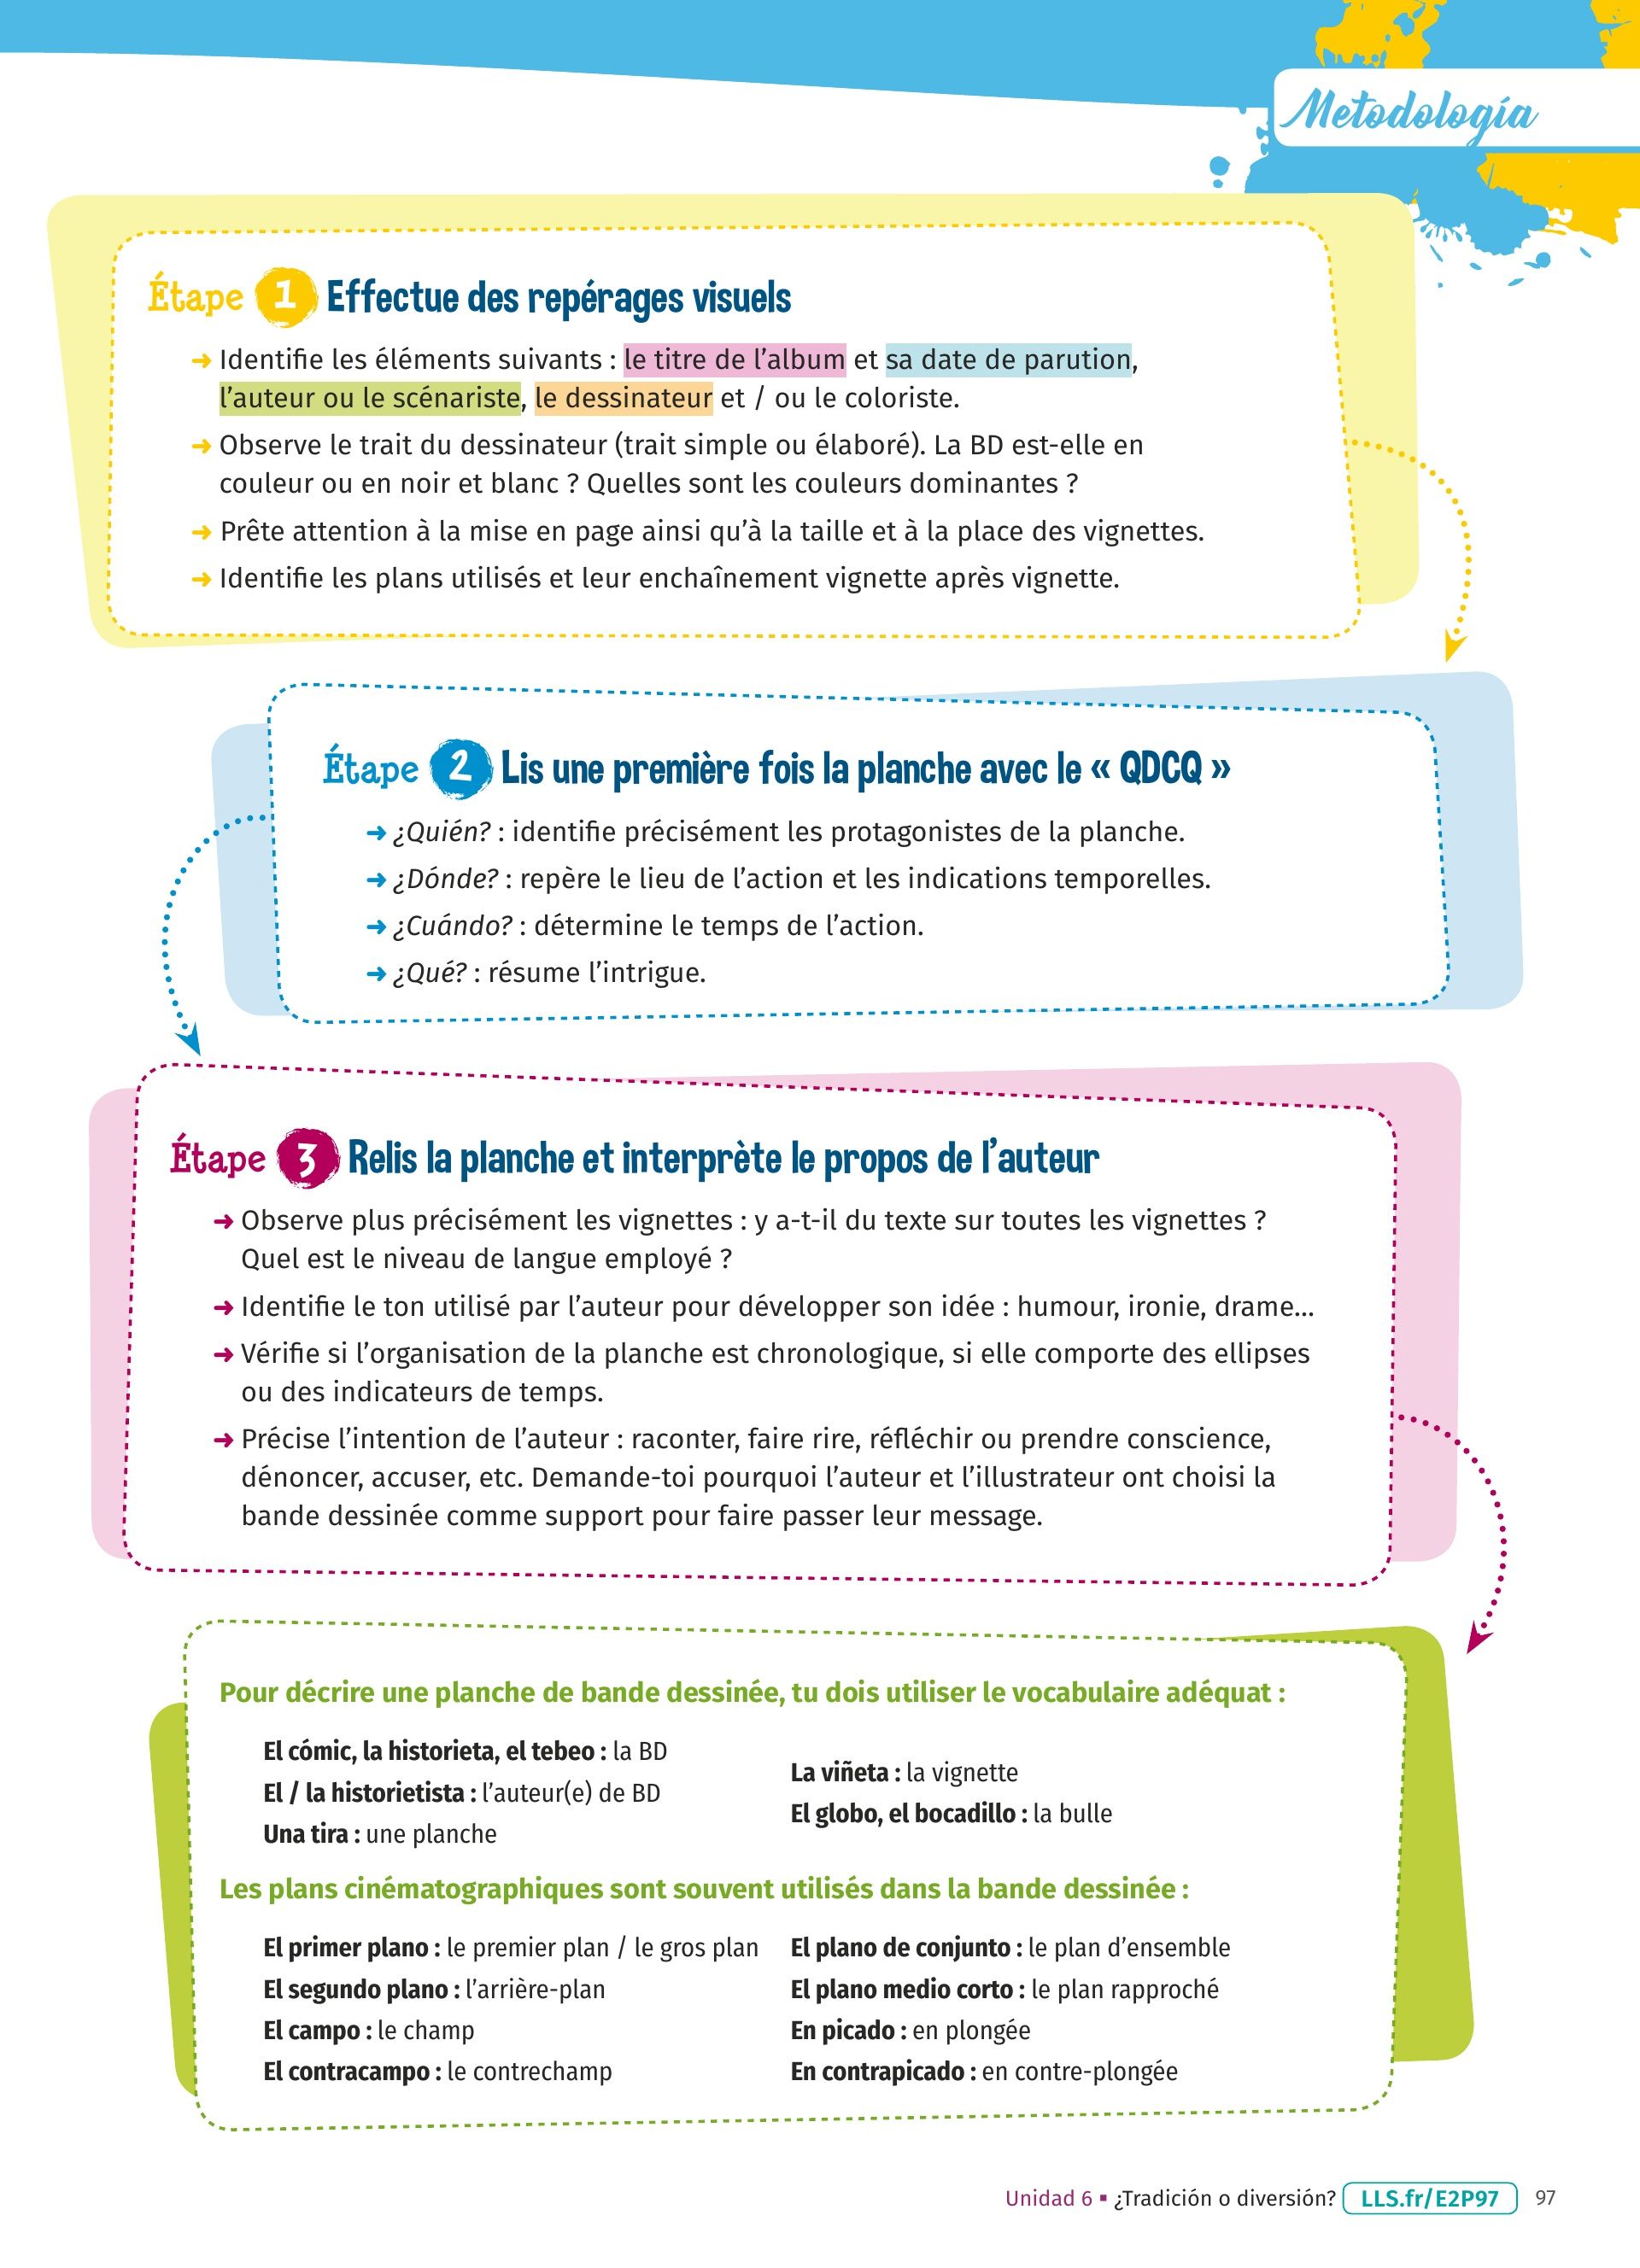 Metodología
Étape 1 Effectue des repérages visuels
➜ Identifie les éléments suivants : le titre de l’album et sa date de parution,
l’auteur ou le scénariste, le dessinateur et / ou le coloriste.
➜ Observe le trait du dessinateur (trait simple ou élaboré). La BD est-elle en
couleur ou en noir et blanc ? Quelles sont les couleurs dominantes ?
➜ Prête attention à la mise en page ainsi qu’à la taille et à la place des vignettes.
➜ Identifie les plans utilisés et leur enchaînement vignette après vignette.
Étape 2 Lis une première fois la planche avec le « QDCQ »
➜ ¿Quién? : identifie précisément les protagonistes de la planche.
➜ ¿Dónde? : repère le lieu de l’action et les indications temporelles.
➜ ¿Cuándo? : détermine le temps de l’action.
➜ ¿Qué? : résume l’intrigue.
Étape 3 Relis la planche et interprète le propos de l’auteur
➜ Observe plus précisément les vignettes : y a-t-il du texte sur toutes les vignettes ?
Quel est le niveau de langue employé ?
➜ Identifie le ton utilisé par l’auteur pour développer son idée : humour, ironie, drame...
➜ Vérifie si l’organisation de la planche est chronologique, si elle comporte des ellipses
ou des indicateurs de temps.
➜ Précise l’intention de l’auteur : raconter, faire rire, réfléchir ou prendre conscience,
dénoncer, accuser, etc. Demande-toi pourquoi l’auteur et l’illustrateur ont choisi la
bande dessinée comme support pour faire passer leur message.
Pour décrire une planche de bande dessinée, tu dois utiliser le vocabulaire adéquat :
El cómic, la historieta, el tebeo : la BD
El / la historietista : l’auteur(e) de BD
Una tira : une planche
La viñeta : la vignette
El globo, el bocadillo : la bulle
Les plans cinématographiques sont souvent utilisés dans la bande dessinée :
El primer plano : le premier plan / le gros plan
El segundo plano : l’arrière-plan
El campo : le champ
El contracampo : le contrechamp
El plano de conjunto : le plan d’ensemble
El plano medio corto : le plan rapproché
En picado : en plongée
En contrapicado : en contre-plongée
Unidad 6 ▪ ¿Tradición o diversión? LLS.fr/E2P97 97